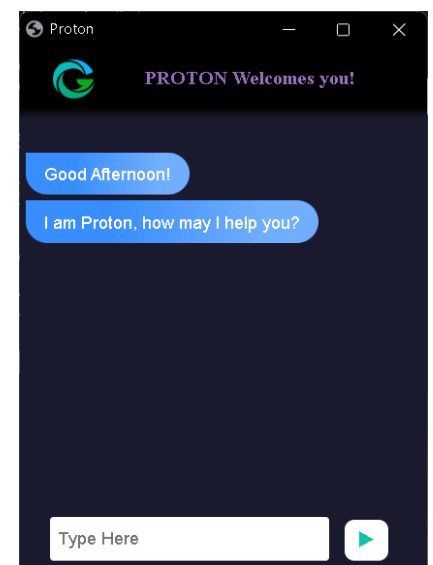 Proton
PROTON Welcomes you!
Good Afternoon!
I am Proton, how may I help you?
Type Here